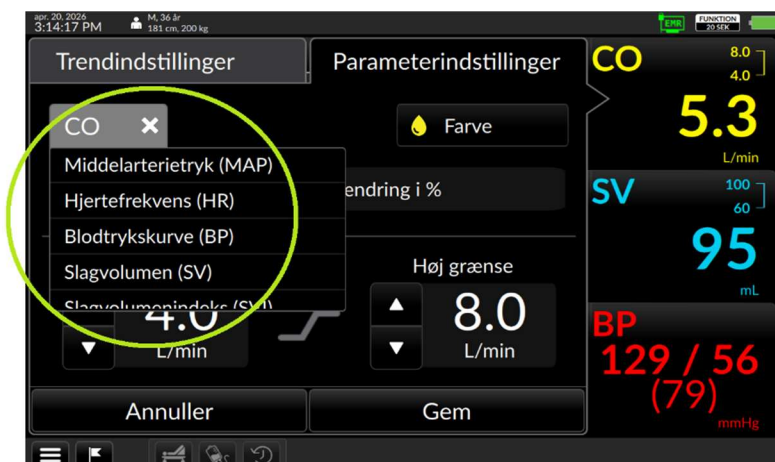 apr. 20, 2026
3:14:17 PM
M, 36 år
181 cm, 200 kg
EMR
FUNKTION
20 SEK
Trendindstillinger
Parameterindstillinger
CO
Farve
Middelarterietryk (MAP)
Hjertefrekvens (HR)
Blodtrykskurve (BP)
Slagvolumen (SV)
Slagvolumenindeks (SVI)
endring i %
4.0
L/min
Høj grænse
8.0
L/min
Annuller
Gem
CO
8.0
4.0
5.3
L/min
SV
100
60
95
mL
BP
129 / 56
(79)
mmHg